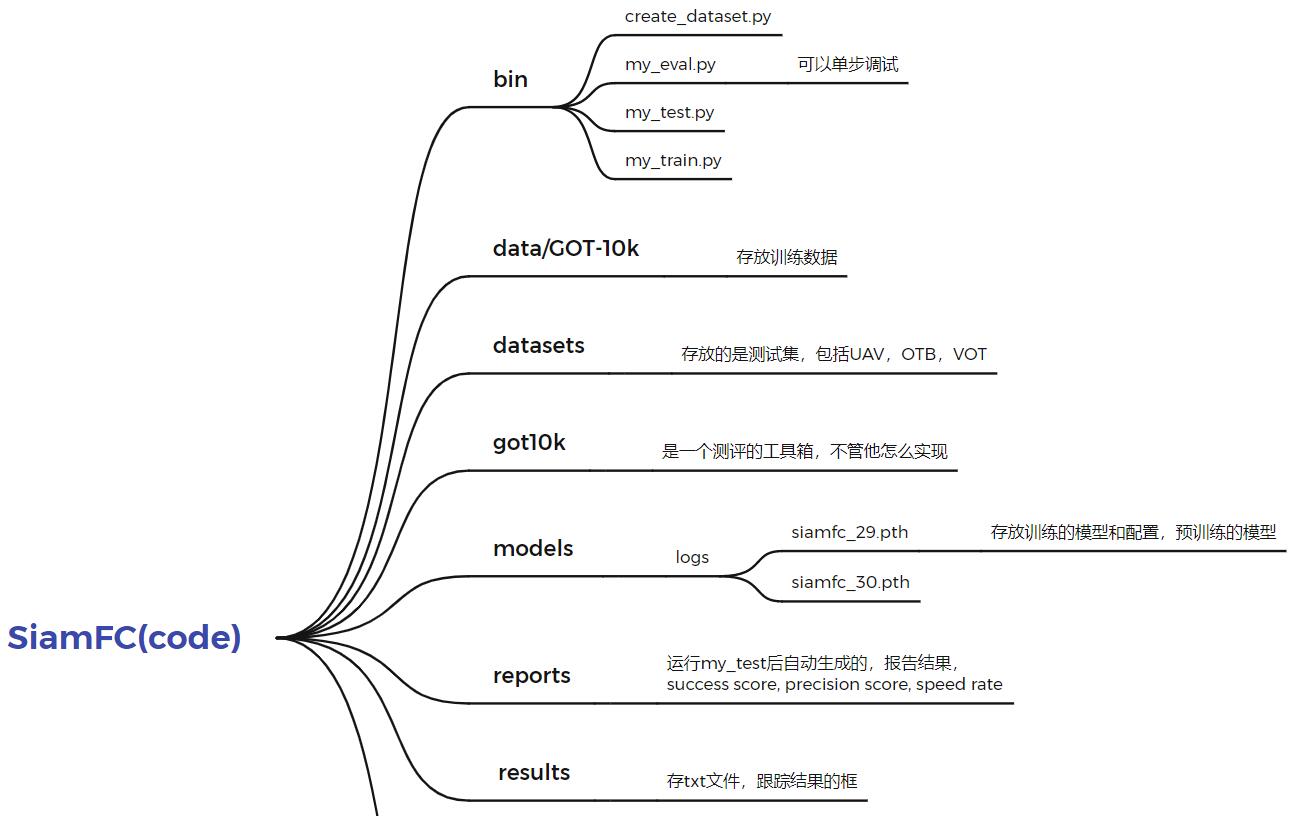 create_dataset.py
my_eval.py
可以单步调试
bin
my_test.py
my_train.py
data/GOT-10k
存放训练数据
datasets
存放的是测试集，包括UAV，OTB，VOT
got10k
是一个测评的工具箱，不管他怎么实现
siamfc_29.pth
存放训练的模型和配置，预训练的模型
models
logs
siamfc_30.pth
SiamFC(code)
运行my_test后自动生成的，报告结果，
reports
success score, precision score, speed rate
results
存txt文件，跟踪结果的框